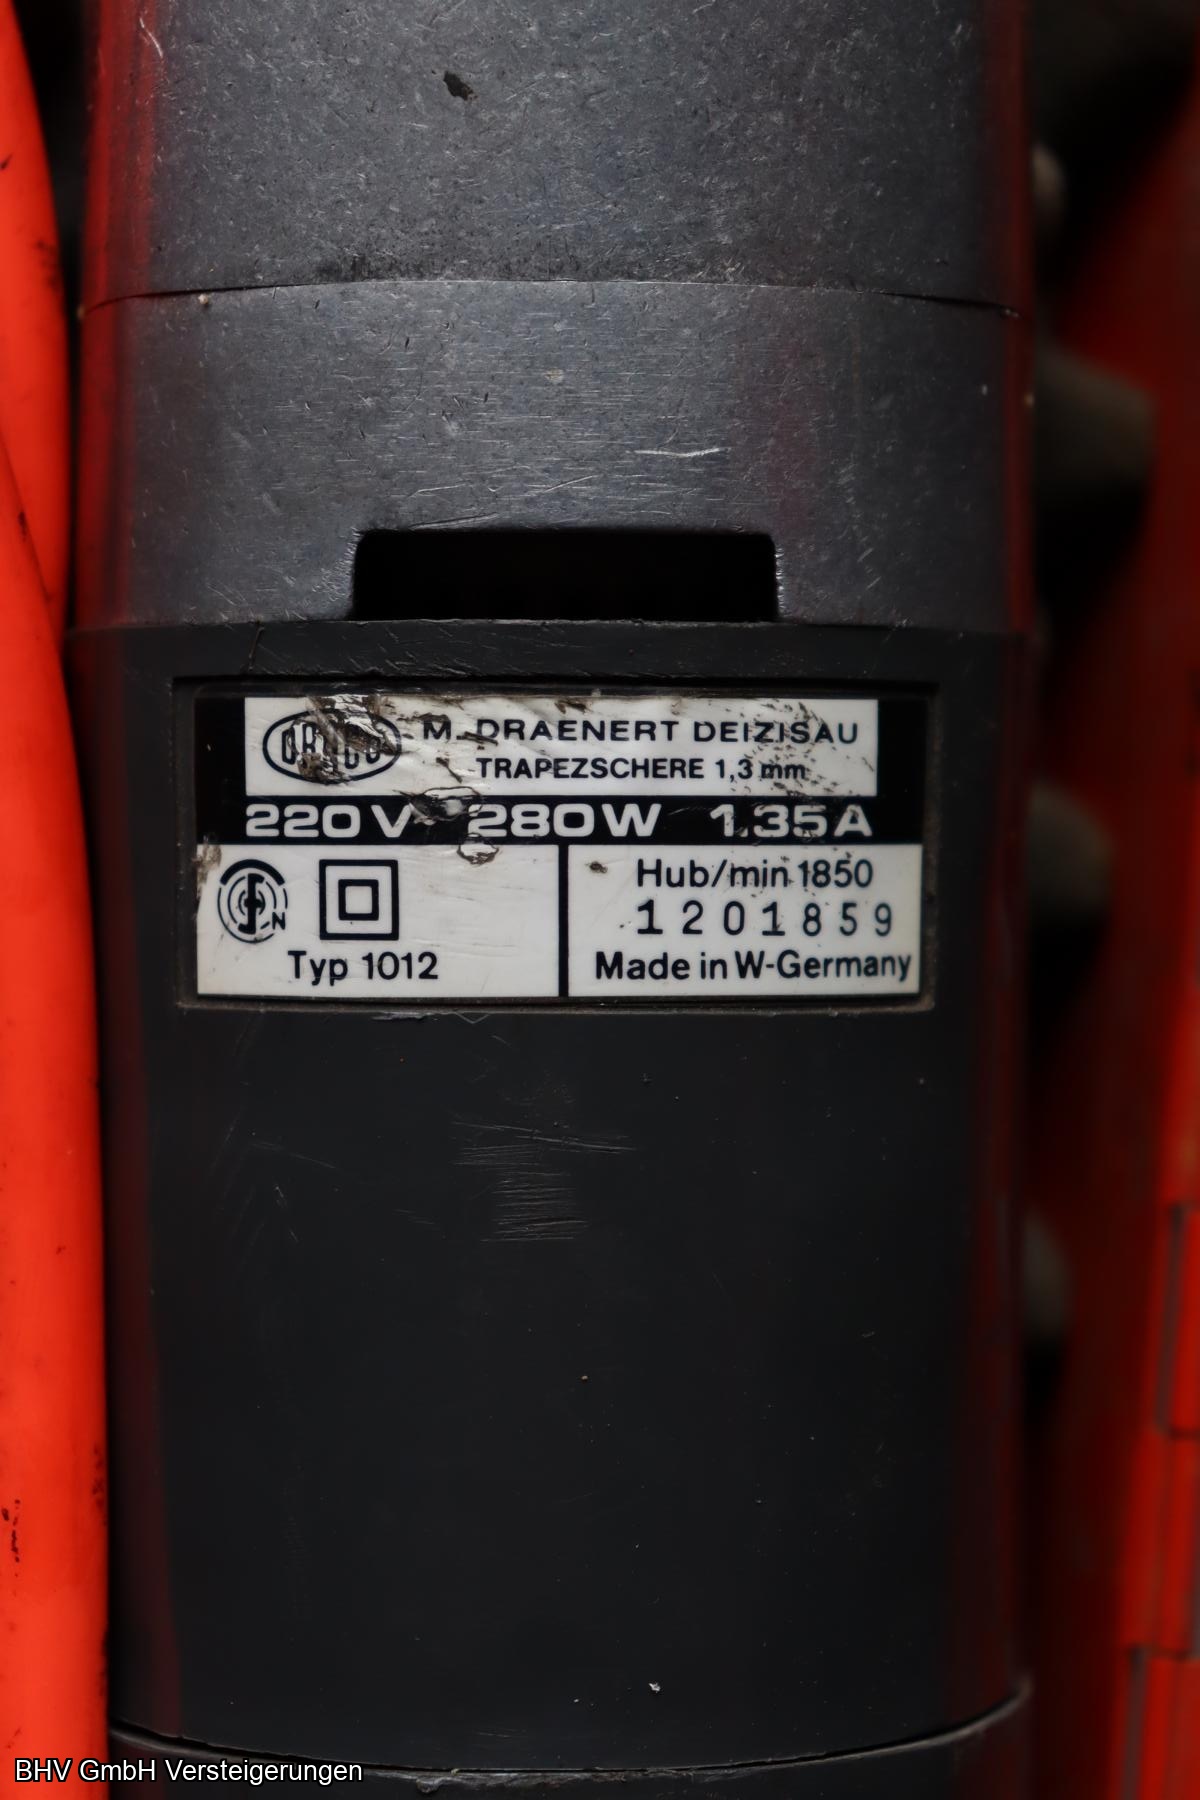 DRACO M. DRAENERT DEIZISAU
TRAPEZSCHERE 1,3 mm
220V 280W 1.35A
Hub/min 1850
1201859
N
Typ 1012
Made in W-Germany
BHV GmbH Versteigerungen